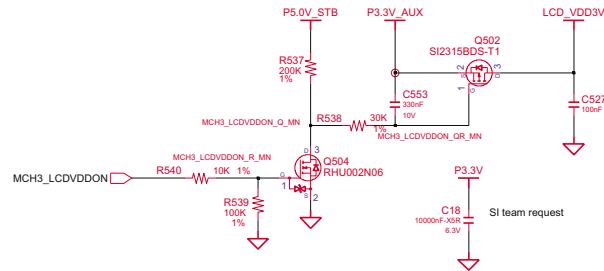 P5.0V_STB
P3.3V_AUX
LCD_VDD3V
Q502
SI2315BDS-T1
R537
200K
1%
2
S
D
3
1
G
C553
330nF
10V
C527
100nF
R538
30K
1%
MCH3_LCDVDDON_Q_MN
MCH3_LCDVDDON_QR_MN
D
3
Q504
RHU002N06
MCH3_LCDVDDON_R_MN
MCH3_LCDVDDON
R540
10K
1%
G
1
S
2
R539
100K
1%
P3.3V
C18
10000nF-X5R
6.3V
SI team request